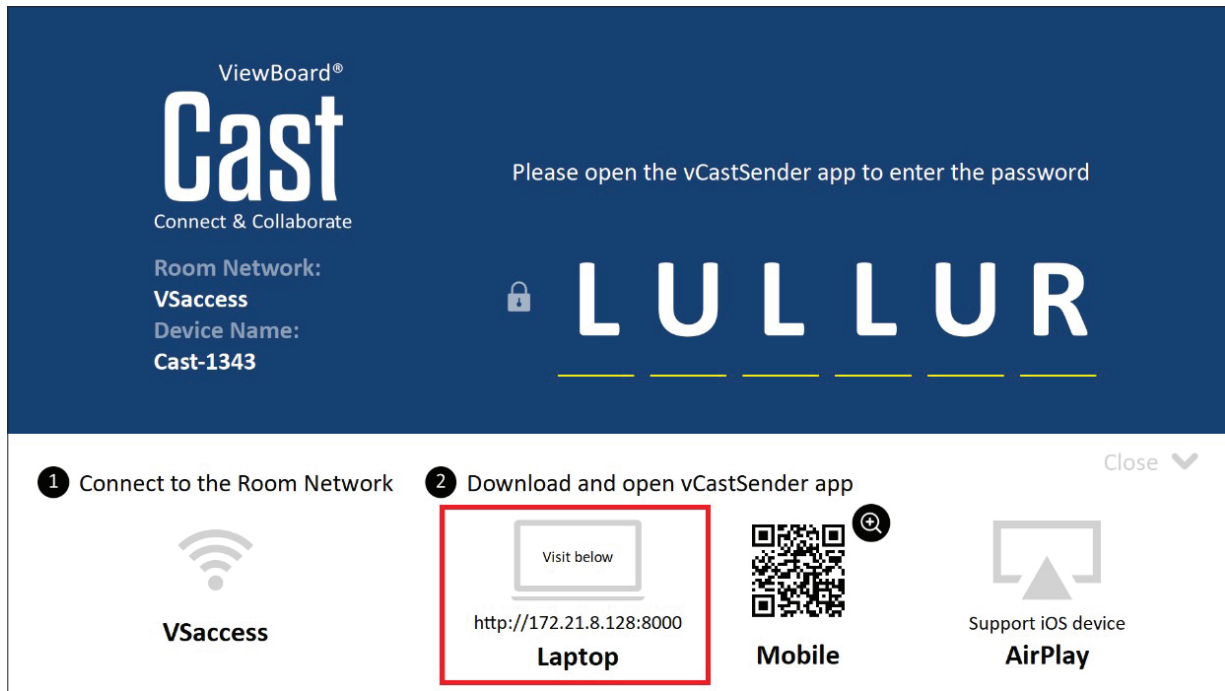 ViewBoard®
Cast
Connect & Collaborate
Room Network:
VSaccess
Device Name:
Cast-1343
Please open the vCastSender app to enter the password
LULLUR
Close
1 Connect to the Room Network
VSaccess
2 Download and open vCastSender app
Visit below
http://172.21.8.128:8000
Laptop
Mobile
Support iOS device
AirPlay